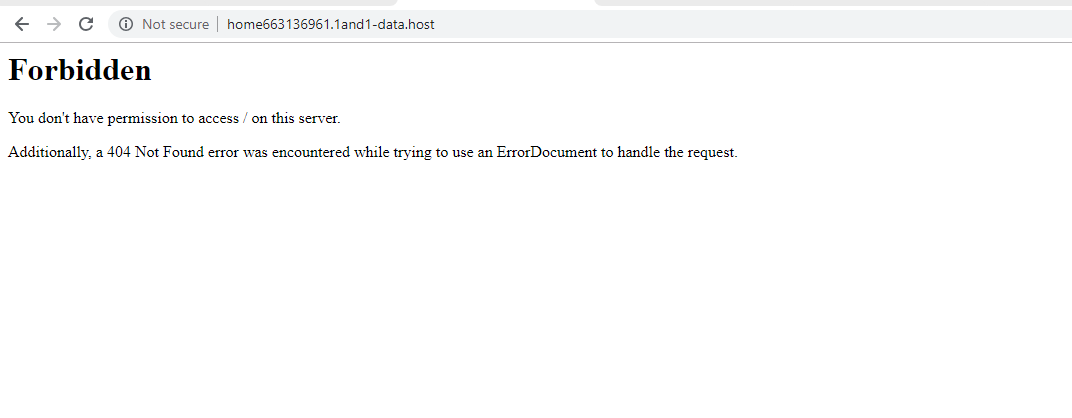 Not secure | home663136961.1and1-data.host
Forbidden
You don't have permission to access / on this server.
Additionally, a 404 Not Found error was encountered while trying to use an ErrorDocument to handle the request.